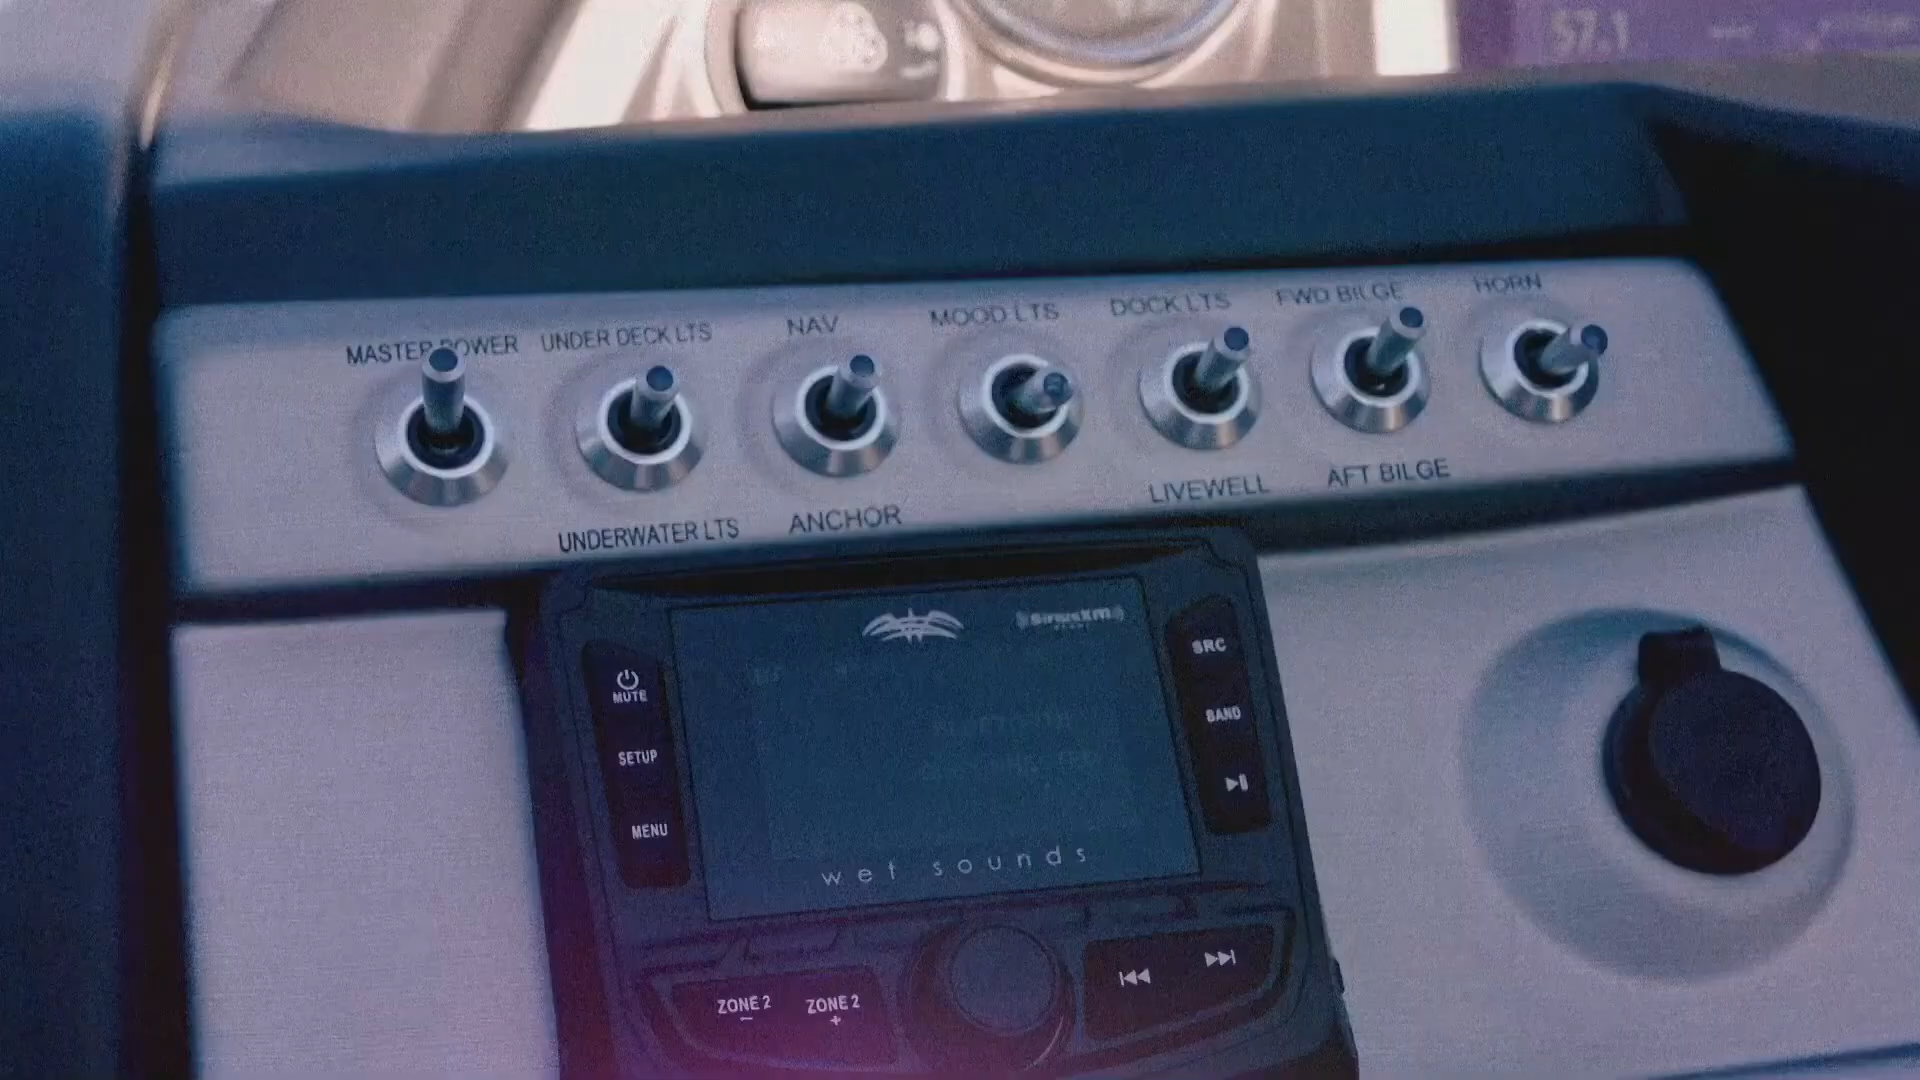 57.1
MASTER POWER
UNDER DECK LTS
NAV
MOOD LTS
DOCK LTS
FWD BILGE
HORN
UNDERWATER LTS
ANCHOR
LIVEWELL
AFT BILGE
SiriusXM
MUTE
SETUP
MENU
SRC
BAND
wet sounds
ZONE 2
-
ZONE 2
+